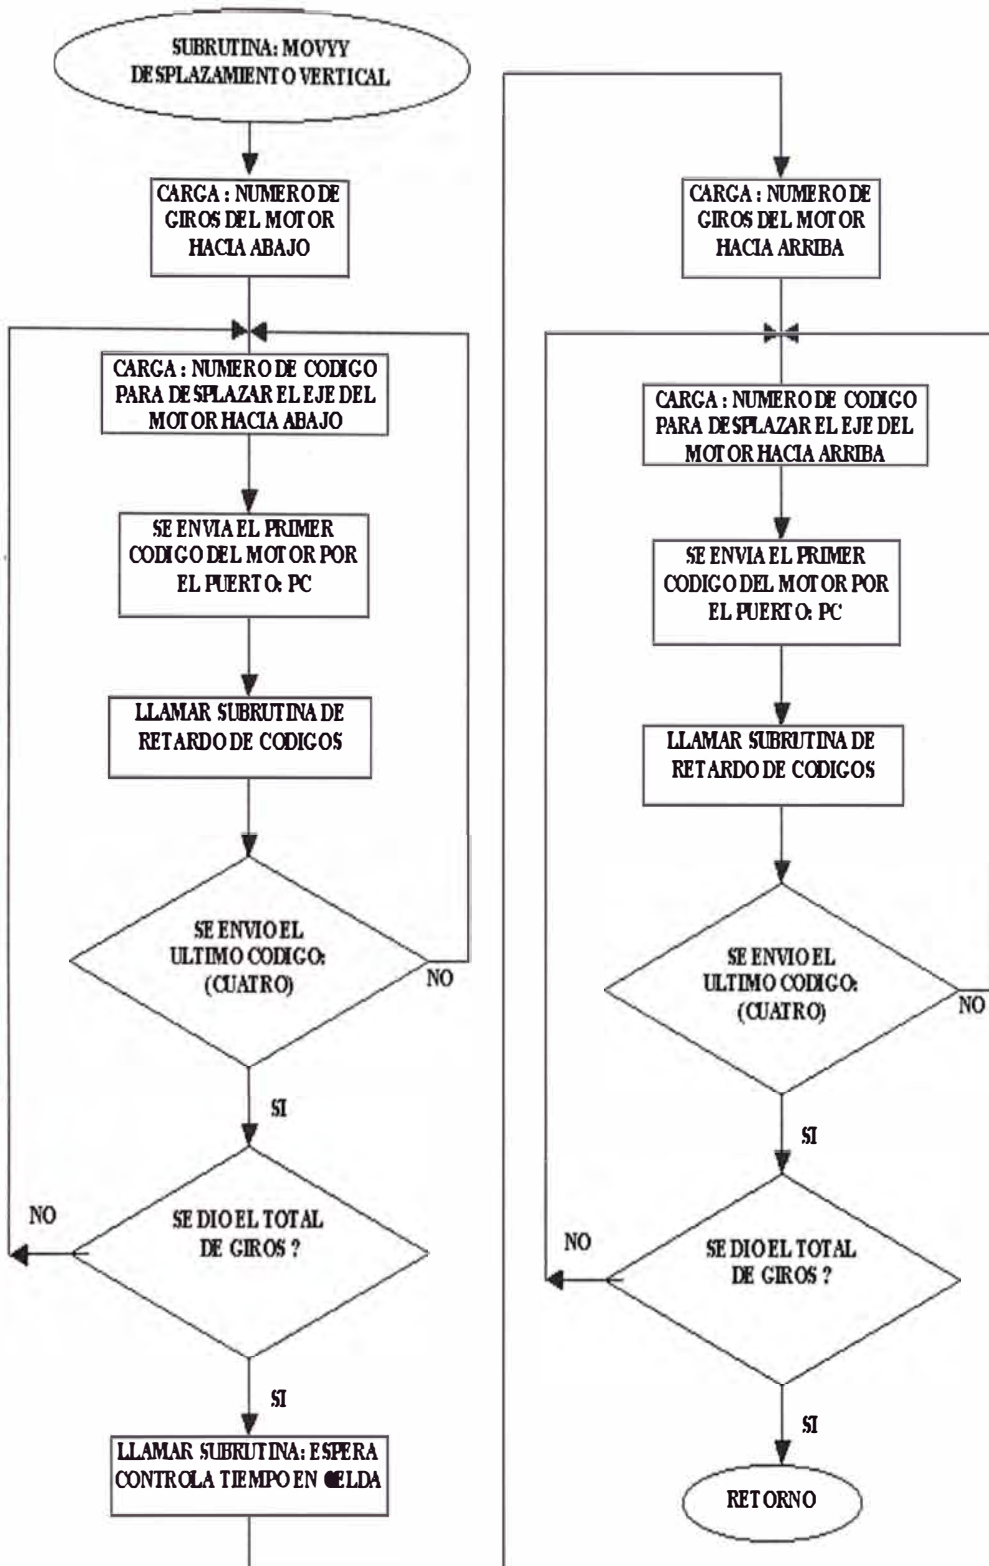 SUBRUTINA: MOVYY
DESPLAZAMIENTO VERTICAL
CARGA : NUMERO DE
GIROS DEL MOTOR
HACIA ABAJO
CARGA : NUMERO DE CODIGO
PARA DESPLAZAR EL EJE DEL
MOTOR HACIA ABAJO
SE ENVIA EL PRIMER
CODIGO DEL MOTOR POR
EL PUERTO: PC
LLAMAR SUBRUTINA DE
RETARDO DE CODIGOS
SE ENVIO EL
ULTIMO CODIGO:
(CUATRO)
NO
SI
SE DIO EL TOTAL
DE GIROS ?
NO
SI
LLAMAR SUBRUTINA: ESPERA
CONTROLA TIEMPO EN CELDA
CARGA : NUMERO DE
GIROS DEL MOTOR
HACIA ARRIBA
CARGA : NUMERO DE CODIGO
PARA DESPLAZAR EL EJE DEL
MOTOR HACIA ARRIBA
SE ENVIA EL PRIMER
CODIGO DEL MOTOR POR
EL PUERTO: PC
LLAMAR SUBRUTINA DE
RETARDO DE CODIGOS
SE ENVIO EL
ULTIMO CODIGO:
(CUATRO)
NO
SI
SE DIO EL TOTAL
DE GIROS ?
NO
SI
RETORNO